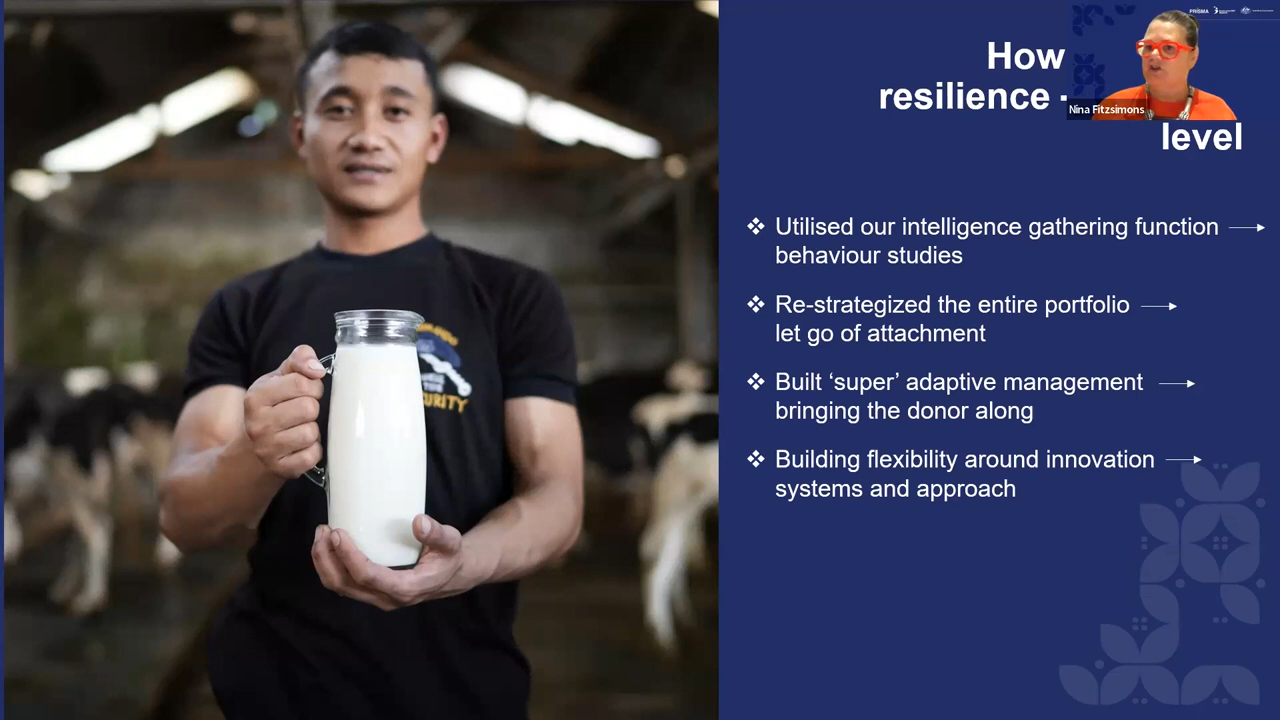 PRISMA
How
resilience -
level
Nina Fitzsimons
❖ Utilised our intelligence gathering function →
behaviour studies
❖ Re-strategized the entire portfolio →
let go of attachment
❖ Built ‘super’ adaptive management →
bringing the donor along
❖ Building flexibility around innovation →
systems and approach